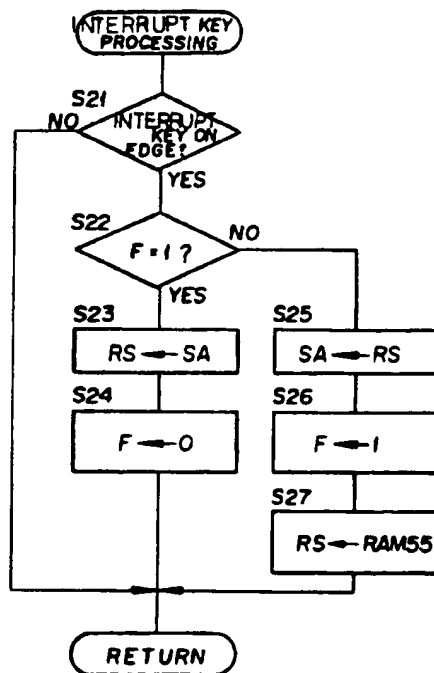 INTERRUPT KEY
PROCESSING
S21
NO
INTERRUPT
KEY ON
EDGE?
YES
S22
NO
F=1?
YES
S23
RS←SA
S24
F←0
S25
SA←RS
S26
F←1
S27
RS←RAM55
RETURN